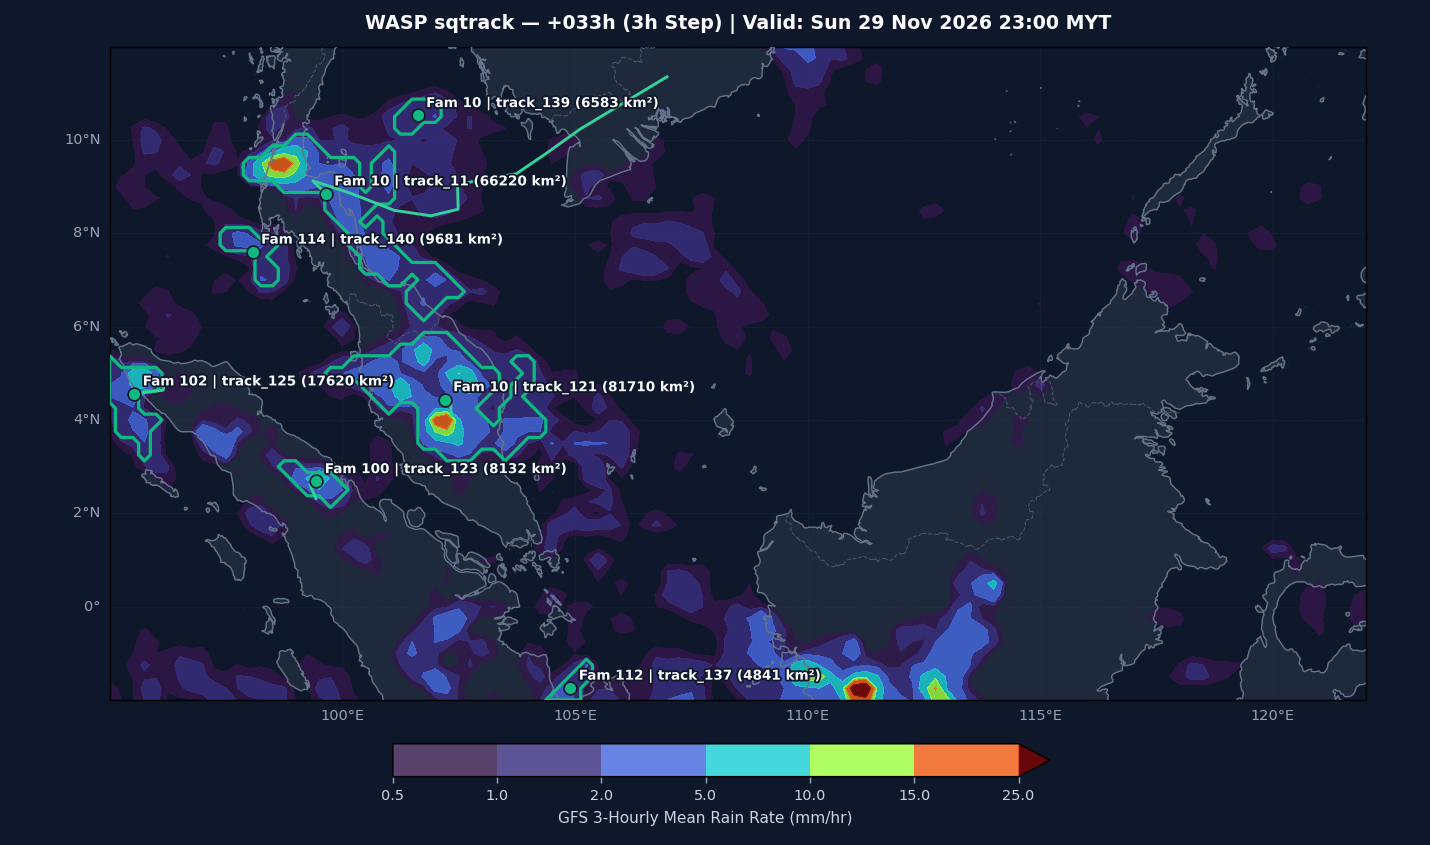 WASP sqtrack — +033h (3h Step) | Valid: Sun 29 Nov 2026 23:00 MYT
Fam 10 | track_139 (6583 km²)
10°N
Fam 10 | track_11 (66220 km²)
8°N
Fam 114 | track_140 (9681 km²)
6°N
Fam 102 | track_125 (17620 km²)
Fam 10 | track_121 (81710 km²)
4°N
Fam 100 | track_123 (8132 km²)
2°N
0°
Fam 112 | track_137 (4841 km²)
100°E 105°E 110°E 115°E 120°E
0.5 1.0 2.0 5.0 10.0 15.0 25.0
GFS 3-Hourly Mean Rain Rate (mm/hr)